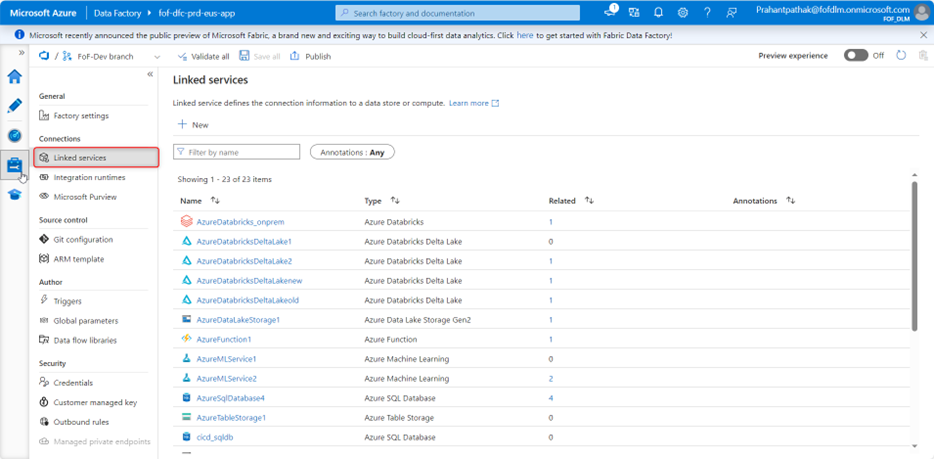 Microsoft Azure | Data Factory > fof-dfc-prd-eus-app
Search factory and documentation
1
Prahantpathak@fofdlm.onmicrosoft.com
FOF_DLM
Microsoft recently announced the public preview of Microsoft Fabric, a brand new and exciting way to build cloud-first data analytics. Click here to get started with Fabric Data Factory!
FoF-Dev branch
Validate all
Save all
Publish
Preview experience
Off
General
Factory settings
Connections
Linked services
Integration runtimes
Microsoft Purview
Source control
Git configuration
ARM template
Author
Triggers
Global parameters
Data flow libraries
Security
Credentials
Customer managed key
Outbound rules
Managed private endpoints
Linked services
Linked service defines the connection information to a data store or compute. Learn more
New
Filter by name
Annotations : Any
Showing 1 - 23 of 23 items
Name Type Related Annotations
AzureDatabricks_onprem Azure Databricks 1
AzureDatabricksDeltaLake1 Azure Databricks Delta Lake 0
AzureDatabricksDeltaLake2 Azure Databricks Delta Lake 1
AzureDatabricksDeltaLakenew Azure Databricks Delta Lake 1
AzureDatabricksDeltaLakeold Azure Databricks Delta Lake 1
AzureDataLakeStorage1 Azure Data Lake Storage Gen2 1
AzureFunction1 Azure Function 1
AzureMLService1 Azure Machine Learning 0
AzureMLService2 Azure Machine Learning 2
AzureSqlDatabase4 Azure SQL Database 4
AzureTableStorage1 Azure Table Storage 0
cicd_sqldb Azure SQL Database 0